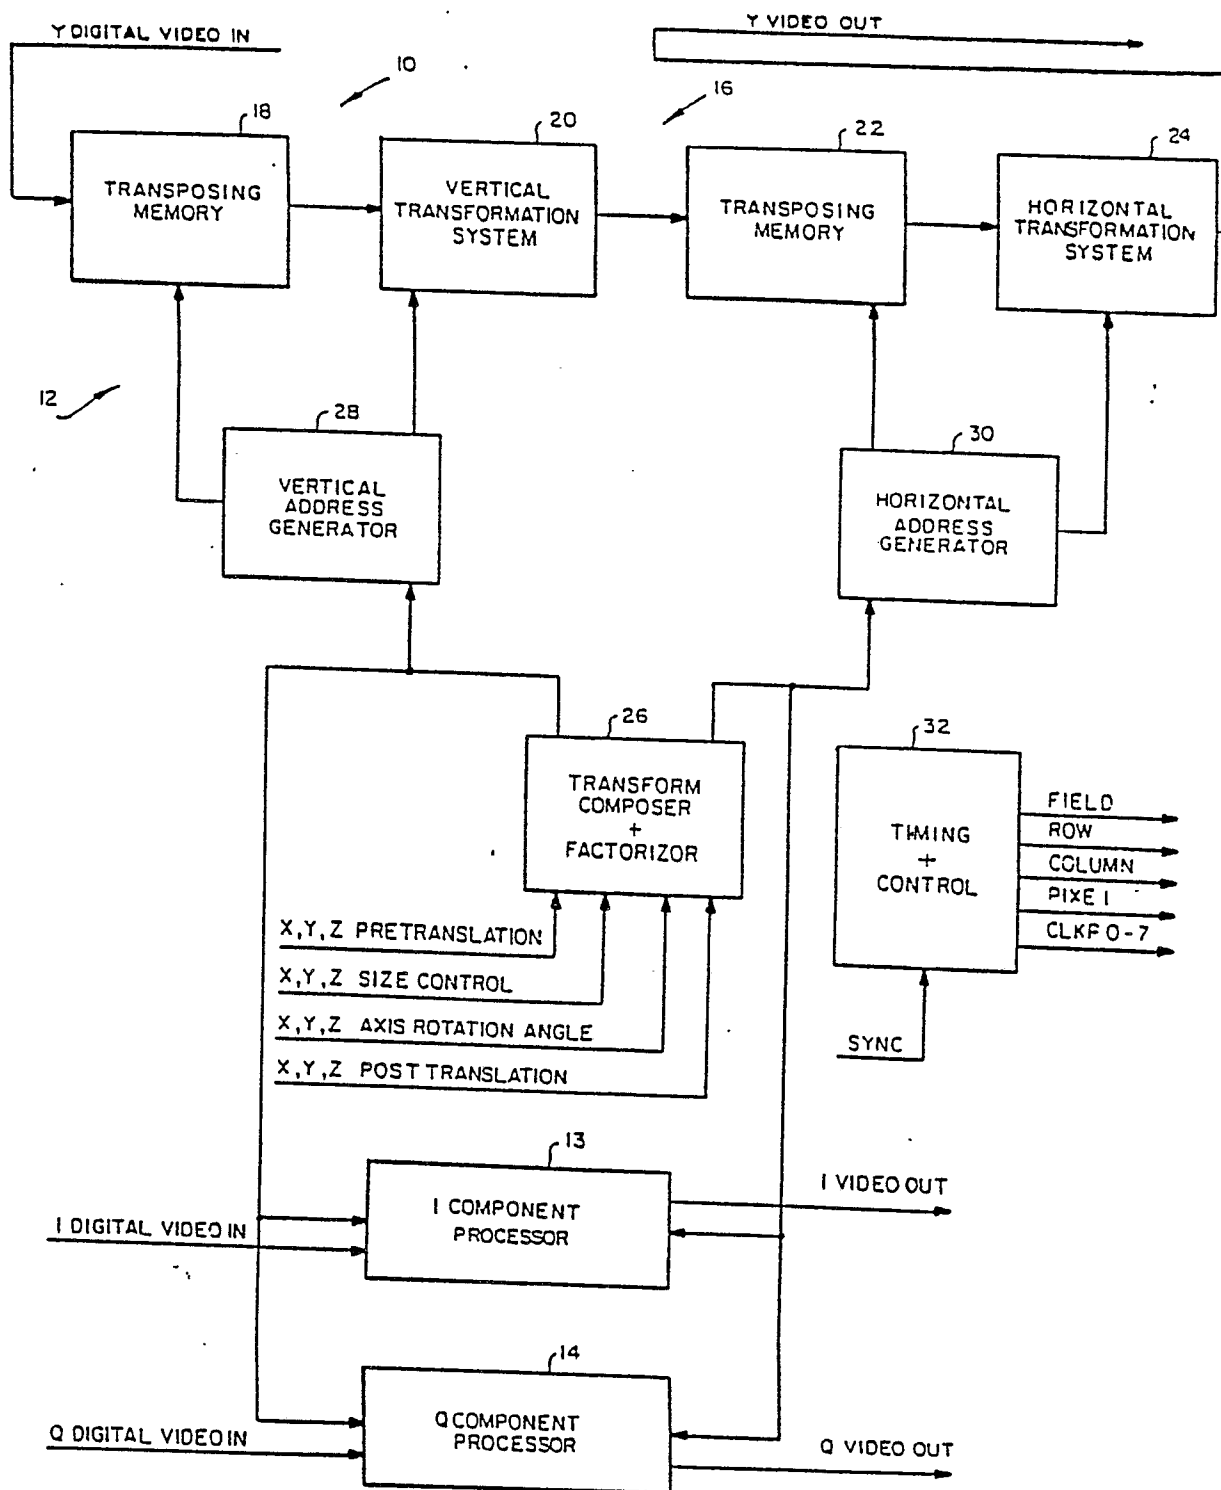 Y DIGITAL VIDEO IN
Y VIDEO OUT
10
16
18
20
22
24
TRANSPOSING
MEMORY
VERTICAL
TRANSFORMATION
SYSTEM
TRANSPOSING
MEMORY
HORIZONTAL
TRANSFORMATION
SYSTEM
12
28
30
VERTICAL
ADDRESS
GENERATOR
HORIZONTAL
ADDRESS
GENERATOR
26
32
TRANSFORM
COMPOSER
+
FACTORIZOR
TIMING
+
CONTROL
FIELD
ROW
COLUMN
PIXE I
CLKP 0-7
X,Y,Z PRETRANSLATION
X,Y,Z SIZE CONTROL
X,Y,Z AXIS ROTATION ANGLE
X,Y,Z POST TRANSLATION
SYNC
13
I COMPONENT
PROCESSOR
I VIDEO OUT
I DIGITAL VIDEO IN
14
Q COMPONENT
PROCESSOR
Q DIGITAL VIDEO IN
Q VIDEO OUT